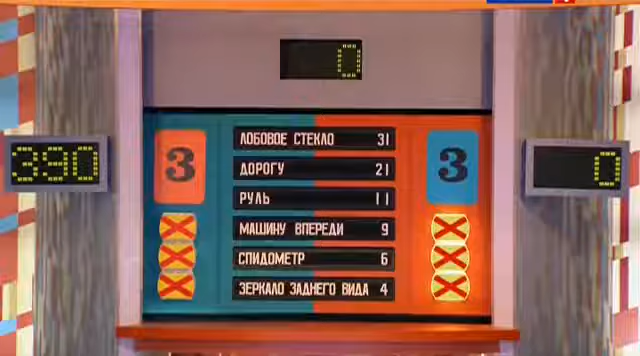 0
390
0
3
3
ЛОБОВОЕ СТЕКЛО 31
ДОРОГУ 21
РУЛЬ 11
МАШИНУ ВПЕРЕДИ 9
СПИДОМЕТР 6
ЗЕРКАЛО ЗАДНЕГО ВИДА 4